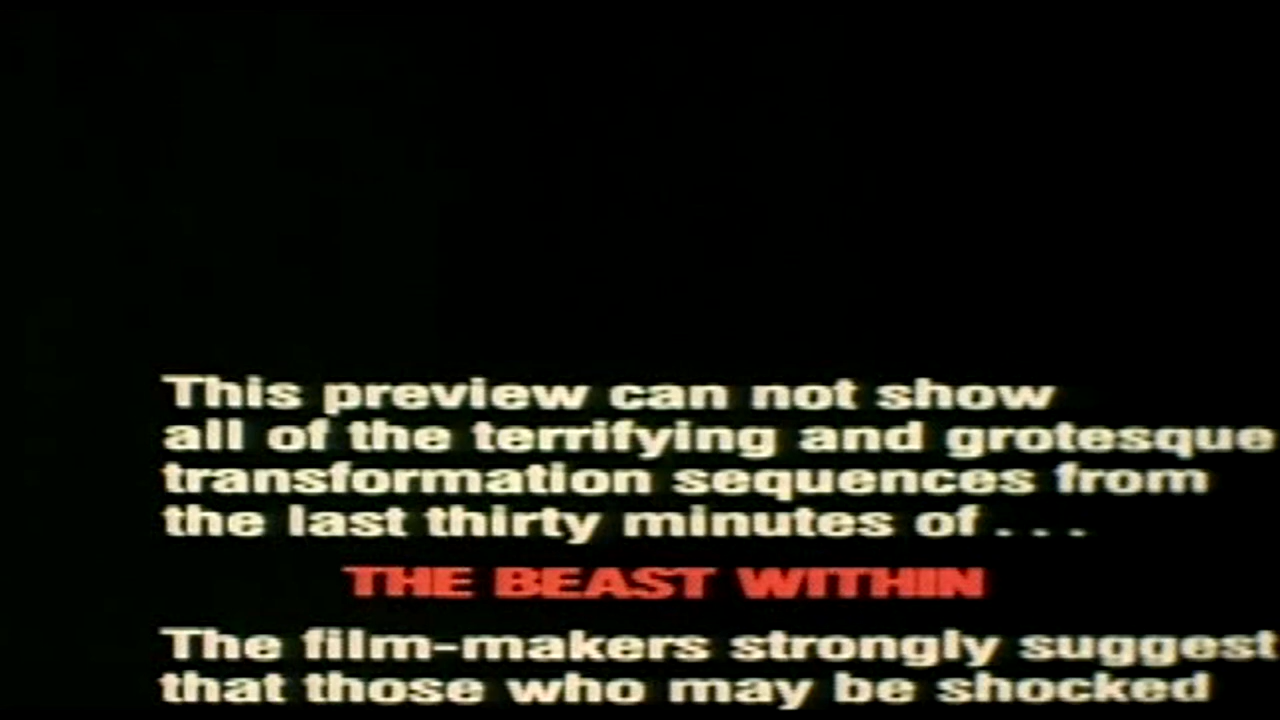 This preview can not show
all of the terrifying and grotesque
transformation sequences from
the last thirty minutes of . . .
THE BEAST WITHIN
The film-makers strongly suggest
that those who may be shocked